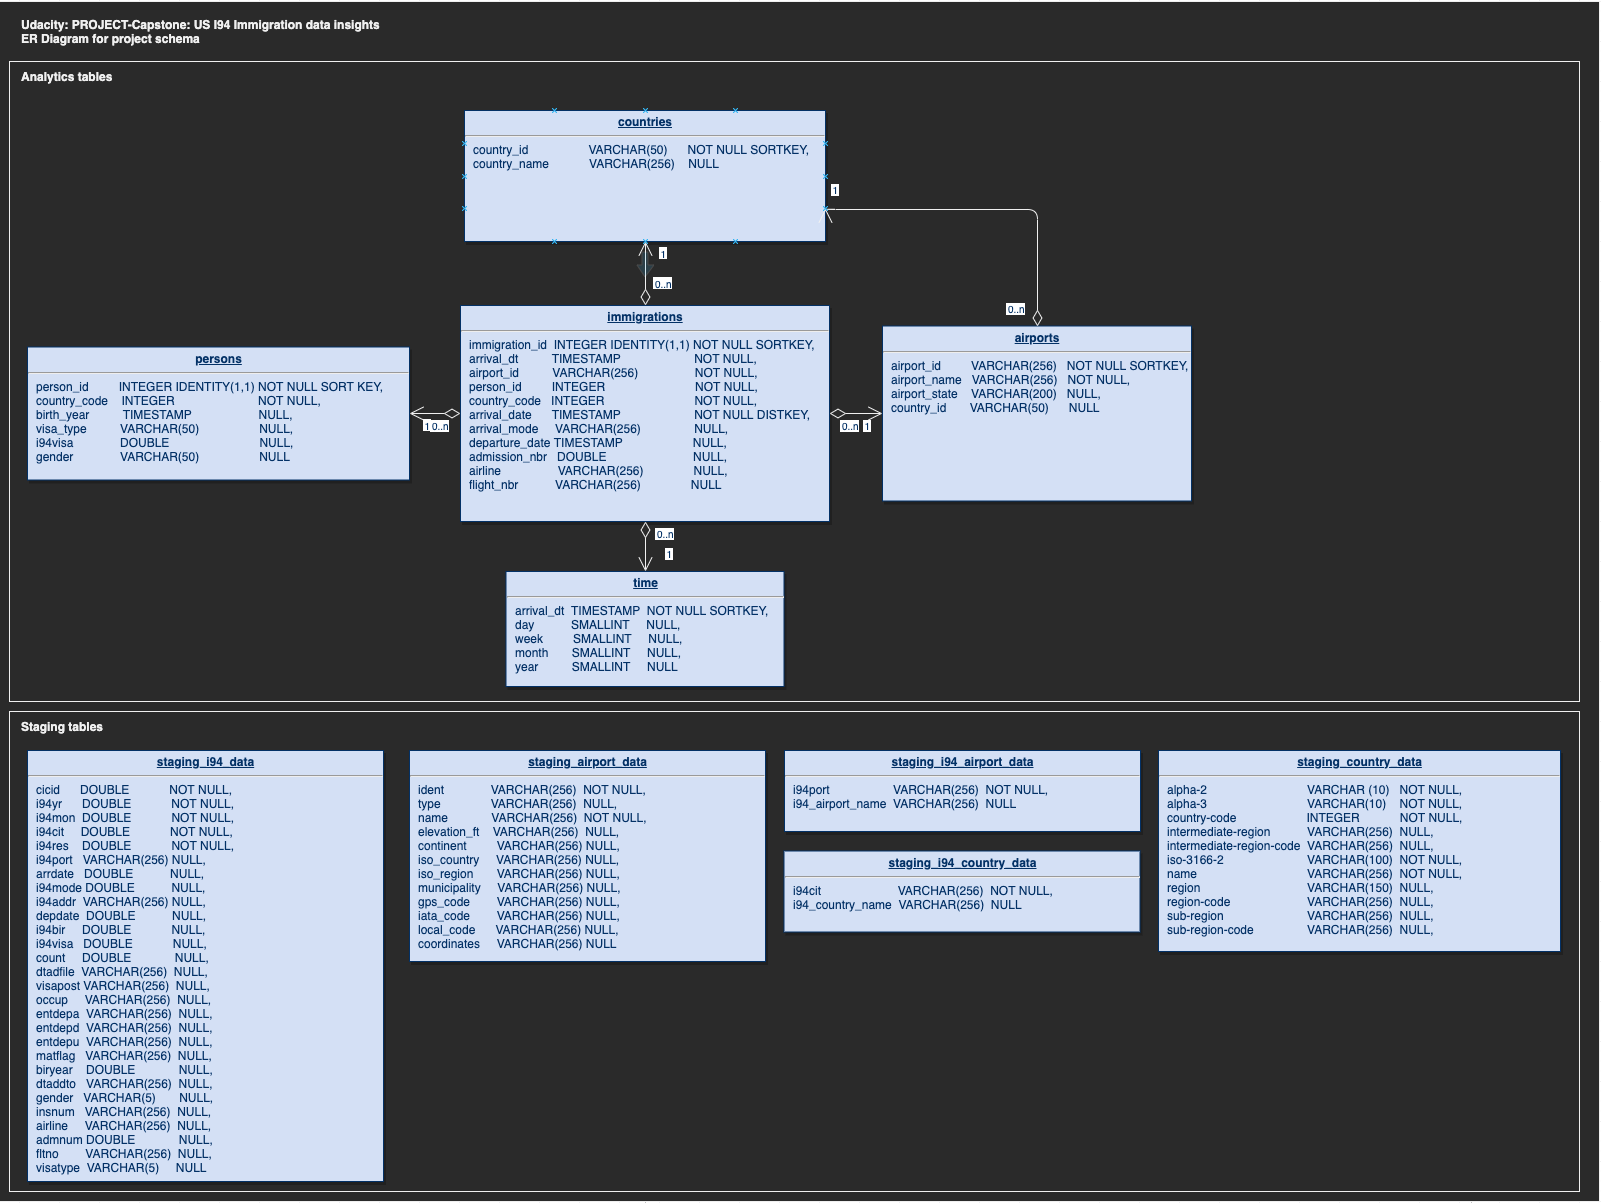 Udacity: PROJECT-Capstone: US I94 Immigration data insights
ER Diagram for project schema
Analytics tables
countries
country_id VARCHAR(50) NOT NULL SORTKEY,
country_name VARCHAR(256) NULL
1
1
0..n
0..n
immigrations
immigration_id INTEGER IDENTITY(1,1) NOT NULL SORTKEY,
arrival_dt TIMESTAMP NOT NULL,
airport_id VARCHAR(256) NOT NULL,
person_id INTEGER NOT NULL,
country_code INTEGER NOT NULL,
arrival_date TIMESTAMP NOT NULL DISTKEY,
arrival_mode VARCHAR(256) NULL,
departure_date TIMESTAMP NULL,
admission_nbr DOUBLE NULL,
airline VARCHAR(256) NULL,
flight_nbr VARCHAR(256) NULL
airports
airport_id VARCHAR(256) NOT NULL SORTKEY,
airport_name VARCHAR(256) NOT NULL,
airport_state VARCHAR(200) NULL,
country_id VARCHAR(50) NULL
persons
person_id INTEGER IDENTITY(1,1) NOT NULL SORT KEY,
country_code INTEGER NOT NULL,
birth_year TIMESTAMP NULL,
visa_type VARCHAR(50) NULL,
i94visa DOUBLE NULL,
gender VARCHAR(50) NULL
1 0..n
0..n 1
0..n
1
time
arrival_dt TIMESTAMP NOT NULL SORTKEY,
day SMALLINT NULL,
week SMALLINT NULL,
month SMALLINT NULL,
year SMALLINT NULL
Staging tables
staging_i94_data
cicid DOUBLE NOT NULL,
i94yr DOUBLE NOT NULL,
i94mon DOUBLE NOT NULL,
i94cit DOUBLE NOT NULL,
i94res DOUBLE NOT NULL,
i94port VARCHAR(256) NULL,
arrdate DOUBLE NULL,
i94mode DOUBLE NULL,
i94addr VARCHAR(256) NULL,
depdate DOUBLE NULL,
i94bir DOUBLE NULL,
i94visa DOUBLE NULL,
count DOUBLE NULL,
dtadfile VARCHAR(256) NULL,
visapost VARCHAR(256) NULL,
occup VARCHAR(256) NULL,
entdepa VARCHAR(256) NULL,
entdepd VARCHAR(256) NULL,
entdepu VARCHAR(256) NULL,
matflag VARCHAR(256) NULL,
biryear DOUBLE NULL,
dtaddto VARCHAR(256) NULL,
gender VARCHAR(5) NULL,
insnum VARCHAR(256) NULL,
airline VARCHAR(256) NULL,
admnum DOUBLE NULL,
fltno VARCHAR(256) NULL,
visatype VARCHAR(5) NULL
staging_airport_data
ident VARCHAR(256) NOT NULL,
type VARCHAR(256) NULL,
name VARCHAR(256) NOT NULL,
elevation_ft VARCHAR(256) NULL,
continent VARCHAR(256) NULL,
iso_country VARCHAR(256) NULL,
iso_region VARCHAR(256) NULL,
municipality VARCHAR(256) NULL,
gps_code VARCHAR(256) NULL,
iata_code VARCHAR(256) NULL,
local_code VARCHAR(256) NULL,
coordinates VARCHAR(256) NULL
staging_i94_airport_data
i94port VARCHAR(256) NOT NULL,
i94_airport_name VARCHAR(256) NULL
staging_i94_country_data
i94cit VARCHAR(256) NOT NULL,
i94_country_name VARCHAR(256) NULL
staging_country_data
alpha-2 VARCHAR (10) NOT NULL,
alpha-3 VARCHAR(10) NOT NULL,
country-code INTEGER NOT NULL,
intermediate-region VARCHAR(256) NULL,
intermediate-region-code VARCHAR(256) NULL,
iso-3166-2 VARCHAR(100) NOT NULL,
name VARCHAR(256) NOT NULL,
region VARCHAR(150) NULL,
region-code VARCHAR(256) NULL,
sub-region VARCHAR(256) NULL,
sub-region-code VARCHAR(256) NULL,